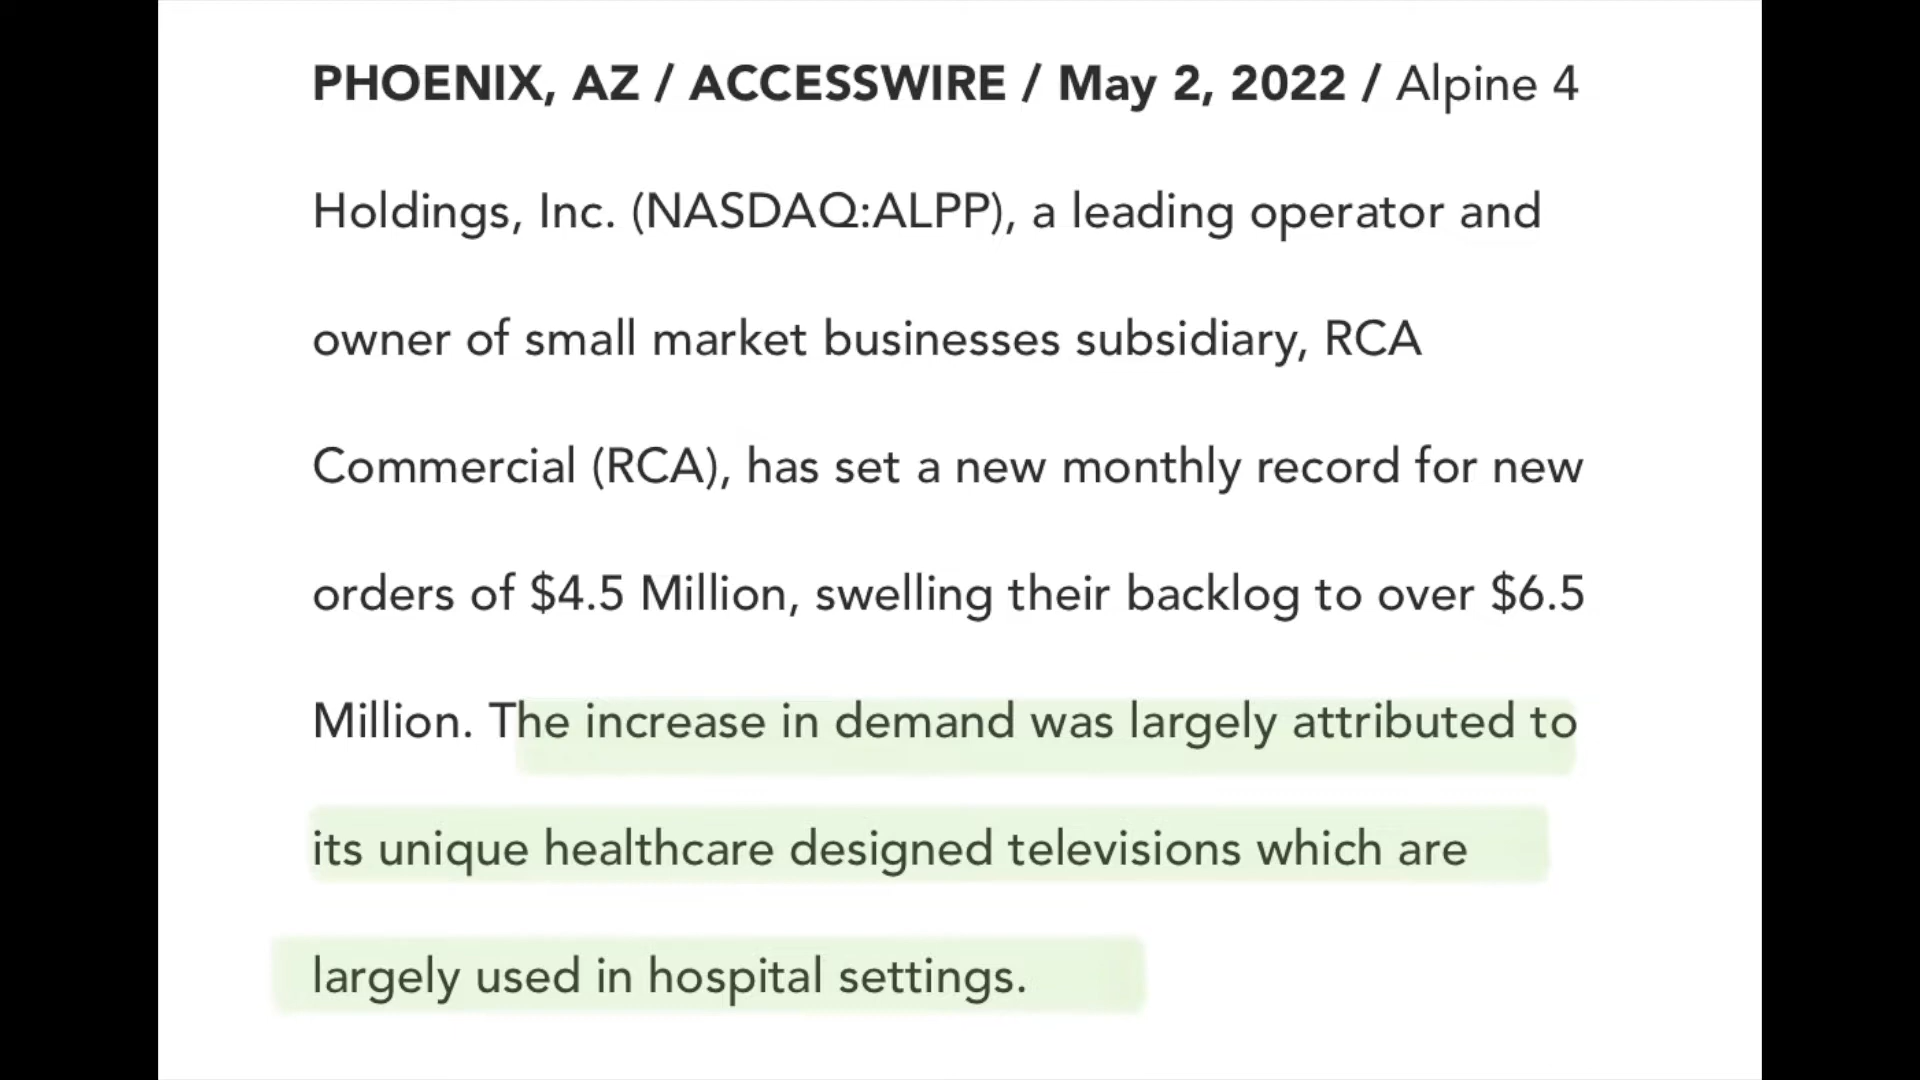 PHOENIX, AZ / ACCESSWIRE / May 2, 2022 / Alpine 4
Holdings, Inc. (NASDAQ:ALPP), a leading operator and
owner of small market businesses subsidiary, RCA
Commercial (RCA), has set a new monthly record for new
orders of $4.5 Million, swelling their backlog to over $6.5
Million. The increase in demand was largely attributed to
its unique healthcare designed televisions which are
largely used in hospital settings.